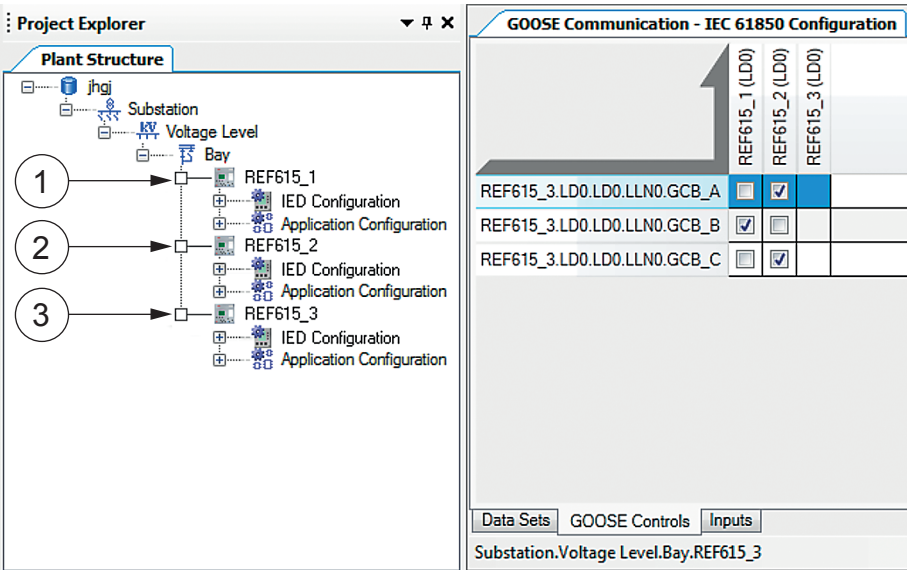 Project Explorer
Plant Structure
jhgj
Substation
Voltage Level
Bay
1
REF615_1
IED Configuration
Application Configuration
2
REF615_2
IED Configuration
Application Configuration
3
REF615_3
IED Configuration
Application Configuration
GOOSE Communication - IEC 61850 Configuration
REF615_1 (LD0)
REF615_2 (LD0)
REF615_3 (LD0)
REF615_3.LD0.LD0.LLN0.GCB_A
REF615_3.LD0.LD0.LLN0.GCB_B
REF615_3.LD0.LD0.LLN0.GCB_C
Data Sets GOOSE Controls Inputs
Substation.Voltage Level.Bay.REF615_3